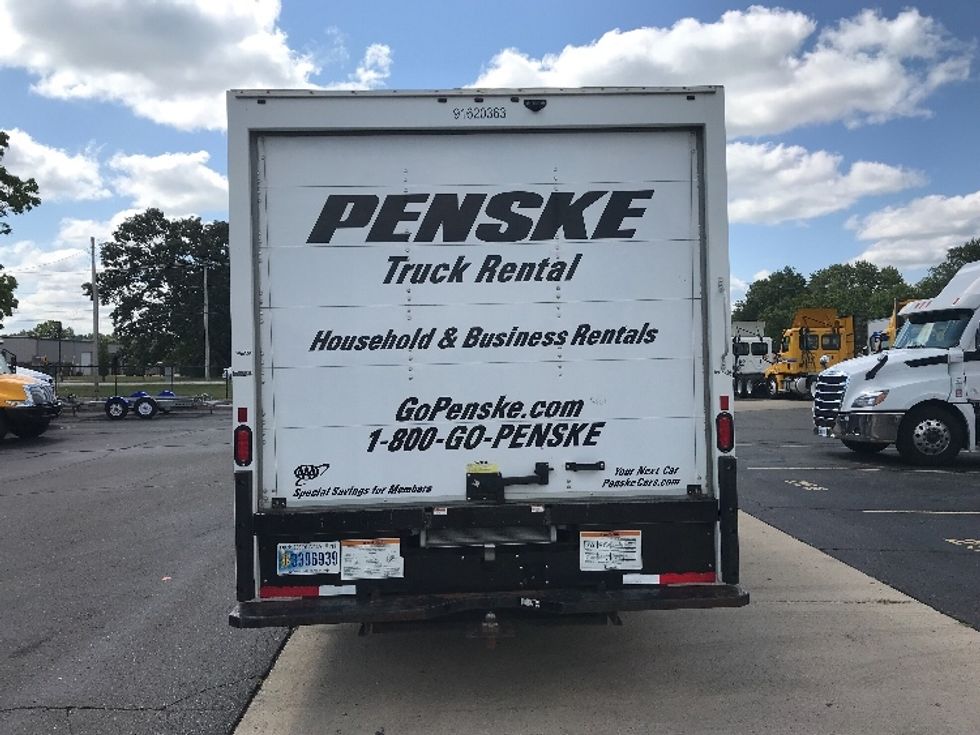 91620363
PENSKE
Truck Rental
Household & Business Rentals
GoPenske.com
1-800-GO-PENSKE
AAA
Special Savings for Members
Your Next Car
PenskeCars.com